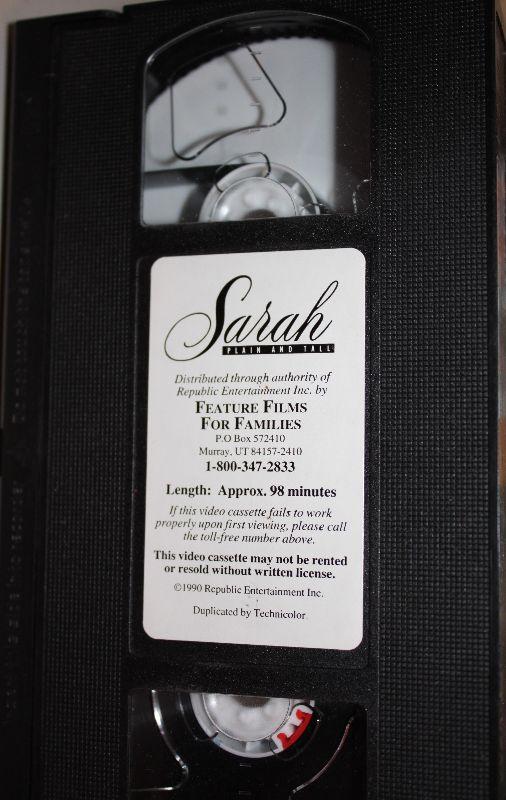 Sarah
PLAIN AND TALL
Distributed through authority of
Republic Entertainment Inc. by
FEATURE FILMS
FOR FAMILIES
P.O Box 572410
Murray, UT 84157-2410
1-800-347-2833
Length: Approx. 98 minutes
If this video cassette fails to work
properly upon first viewing, please call
the toll-free number above.
This video cassette may not be rented
or resold without written license.
©1990 Republic Entertainment Inc.
Duplicated by Technicolor